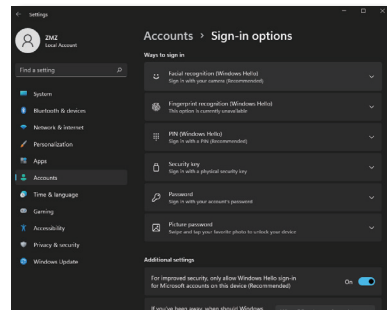 Settings
ZMZ
Local Account
Find a setting
System
Bluetooth & devices
Network & internet
Personalization
Apps
Accounts
Time & language
Gaming
Accessibility
Privacy & security
Windows Update
Accounts > Sign-in options
Ways to sign in
Facial recognition (Windows Hello)
Sign in with your camera (Recommended)
Fingerprint recognition (Windows Hello)
This option is currently unavailable
PIN (Windows Hello)
Sign in with a PIN (Recommended)
Security key
Sign in with a physical security key
Password
Sign in with your account's password
Picture password
Swipe and tap your favorite photo to unlock your device
Additional settings
For improved security, only allow Windows Hello sign-in
for Microsoft accounts on this device (Recommended)
On
If you've been away, when should Windows